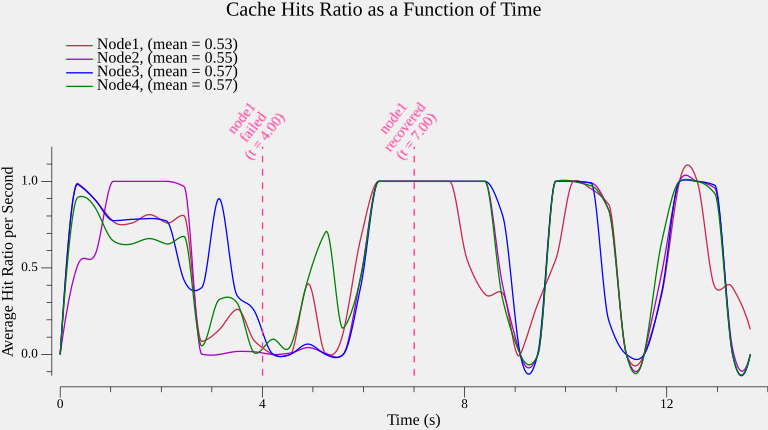 Cache Hits Ratio as a Function of Time
Node1, (mean = 0.53)
Node2, (mean = 0.55)
Node3, (mean = 0.57)
Node4, (mean = 0.57)
node1
failed
(t = 4.00)
node1
recovered
(t = 7.00)
Average Hit Ratio per Second
1.0
0.5
0.0
0
4
8
12
Time (s)